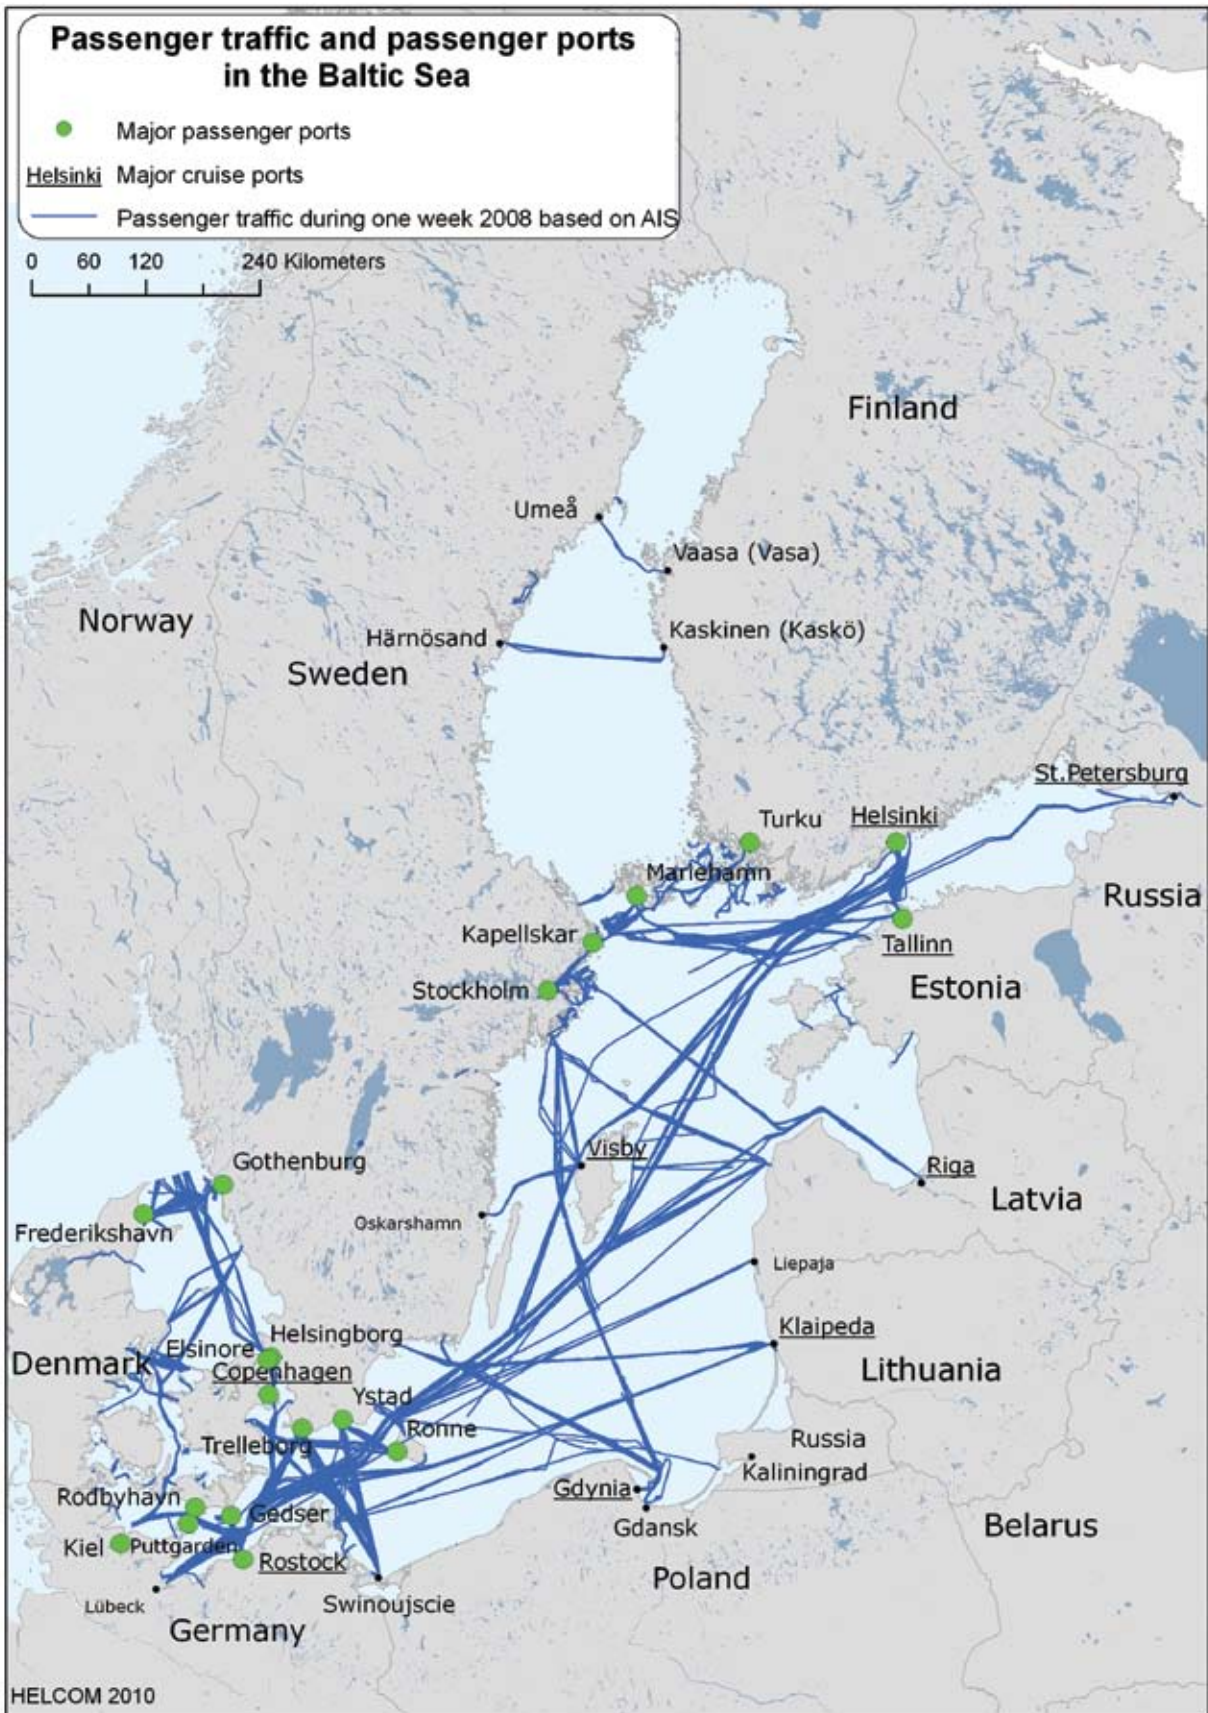 Passenger traffic and passenger ports
in the Baltic Sea
Major passenger ports
Helsinki Major cruise ports
Passenger traffic during one week 2008 based on AIS
0 60 120 240 Kilometers
Finland
Umeå
Vaasa (Vasa)
Norway
Härnösand
Kaskinen (Kaskö)
Sweden
St.Petersburg
Turku
Helsinki
Mariehamn
Russia
Kapellskar
Tallinn
Stockholm
Estonia
Visby
Gothenburg
Riga
Latvia
Oskarshamn
Frederikshavn
Liepaja
Helsingborg
Klaipeda
Elsinore
Denmark
Copenhagen
Lithuania
Ystad
Ronne
Trelleborg
Russia
Kaliningrad
Rodbyhavn
Gdynia
Gedser
Gdansk
Belarus
Kiel
Puttgarden
Rostock
Poland
Lübeck
Swinoujscie
Germany
HELCOM 2010